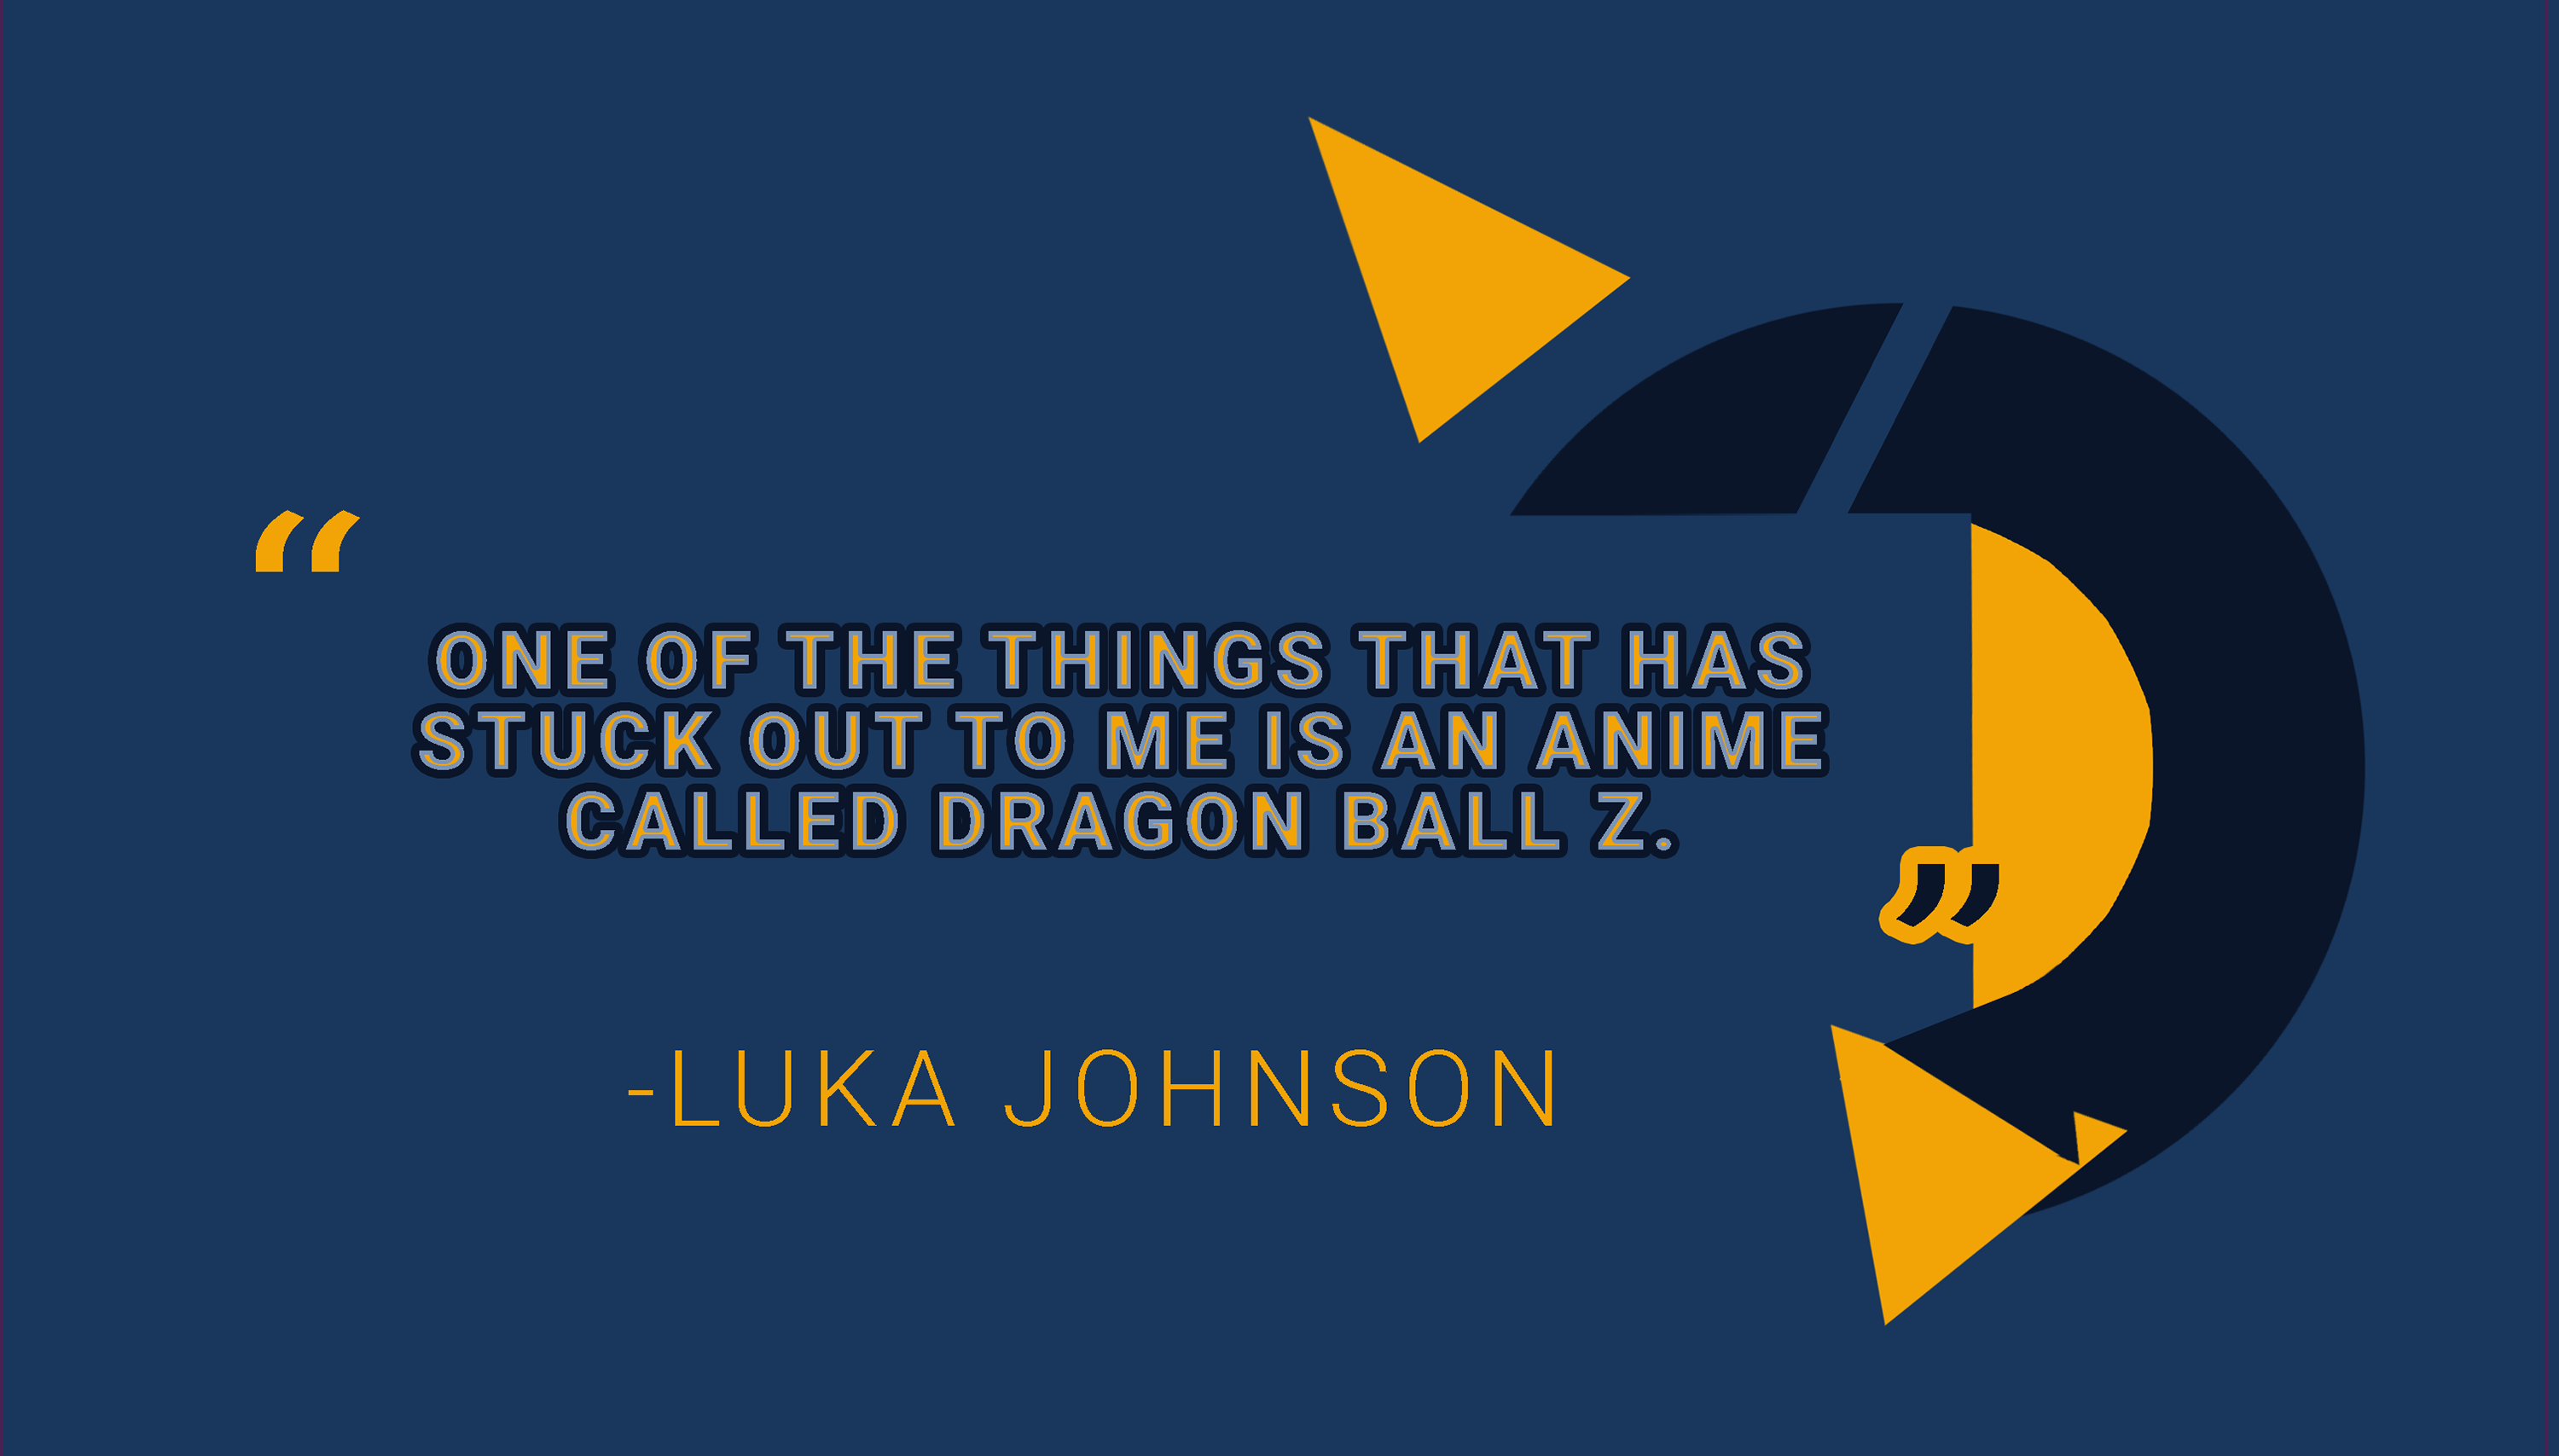 “
ONE OF THE THINGS THAT HAS
STUCK OUT TO ME IS AN ANIME
CALLED DRAGON BALL Z.
”
-LUKA JOHNSON